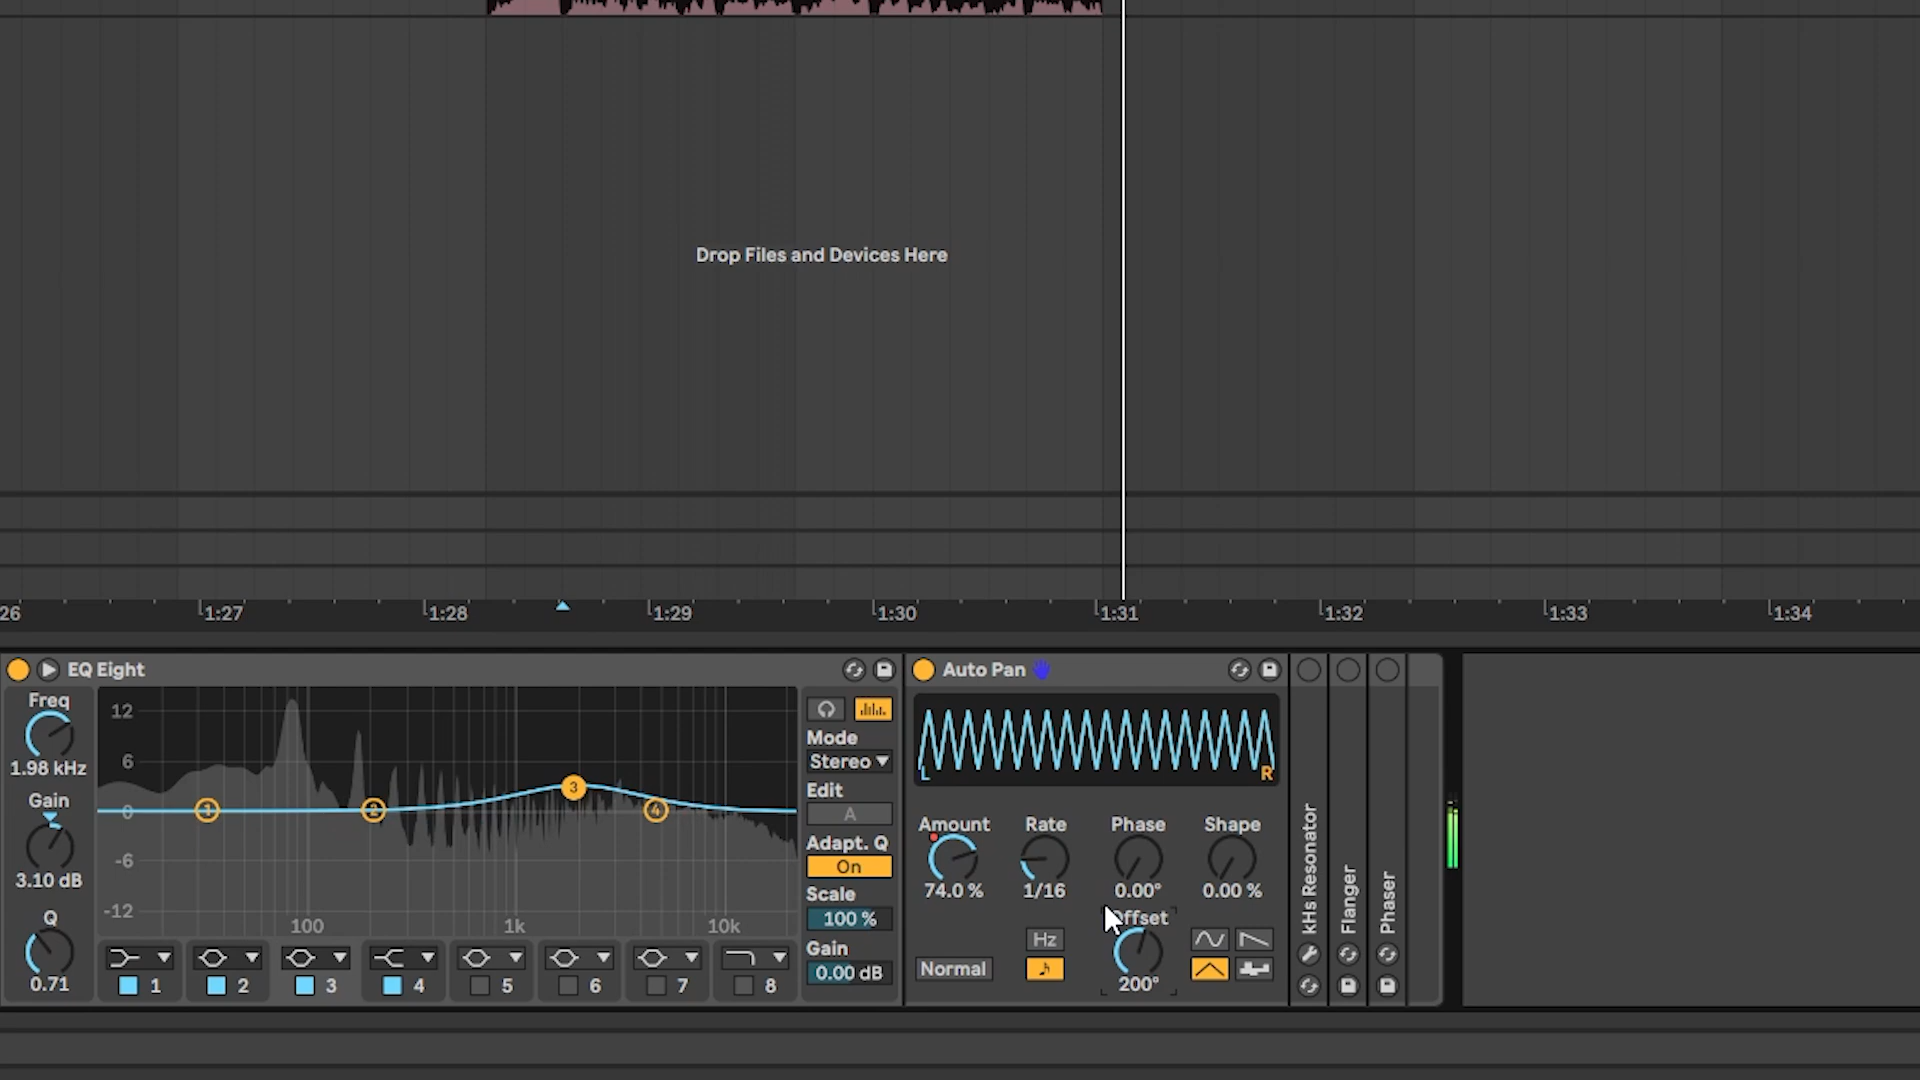 Drop Files and Devices Here
26 1:27 1:28 1:29 1:30 1:31 1:32 1:33 1:34
EQ Eight
Freq
1.98 kHz
Gain
3.10 dB
Q
0.71
12
6
0
-6
-12
100 1k 10k
1 2 3 4
1 2 3 4 5 6 7 8
Mode
Stereo
Edit
A
Adapt. Q
On
Scale
100 %
Gain
0.00 dB
Auto Pan
L R
Amount Rate Phase Shape
74.0 % 1/16 0.00° 0.00 %
Offset
Hz
Normal
200°
kHs Resonator
Flanger
Phaser